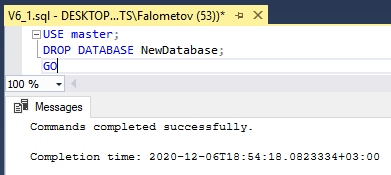 V6_1.sql - DESKTOP...TS\Falometov (53))*
USE master;
DROP DATABASE NewDatabase;
GO
100 %
Messages
Commands completed successfully.
Completion time: 2020-12-06T18:54:18.0823334+03:00